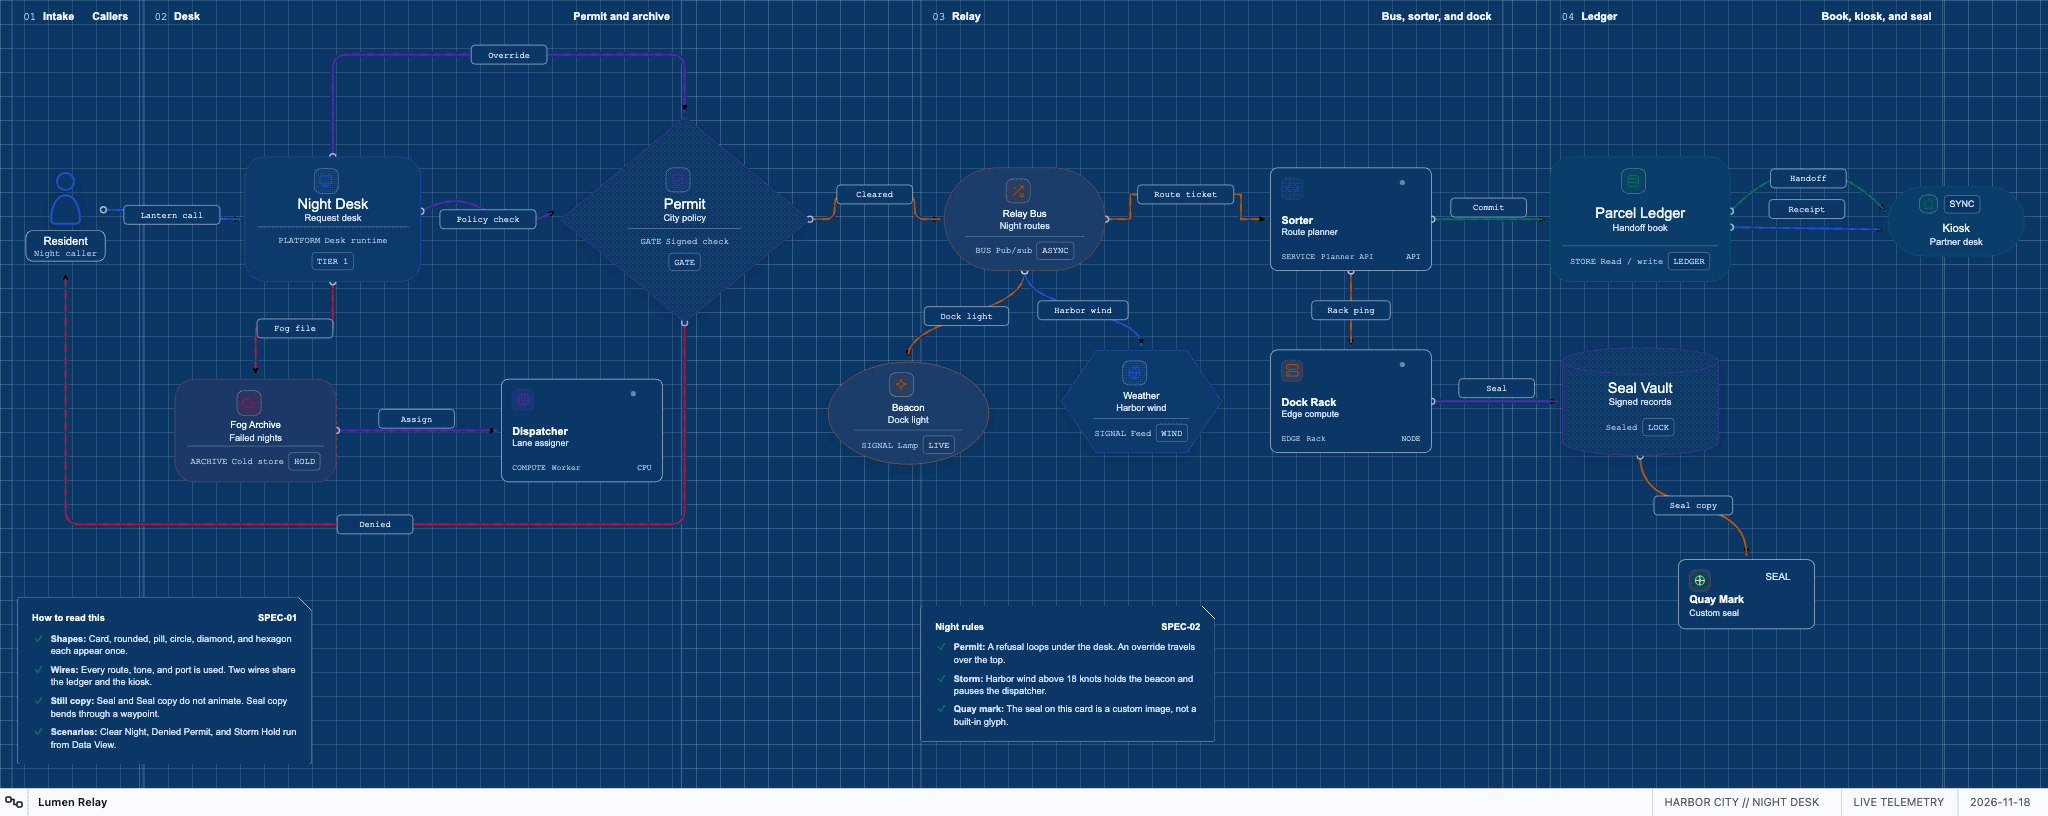 01 Intake Callers
02 Desk Permit and archive
03 Relay Bus, sorter, and dock
04 Ledger Book, kiosk, and seal
Override
Resident
Night caller
Lantern call
Night Desk
Request desk
PLATFORM Desk runtime
TIER 1
Policy check
Permit
City policy
GATE Signed check
GATE
Cleared
Relay Bus
Night routes
BUS Pub/sub ASYNC
Route ticket
Sorter
Route planner
SERVICE Planner API API
Commit
Parcel Ledger
Handoff book
STORE Read / write LEDGER
Handoff
Receipt
SYNC
Kiosk
Partner desk
Fog file
Dock light
Harbor wind
Rack ping
Fog Archive
Failed nights
ARCHIVE Cold store HOLD
Assign
Dispatcher
Lane assigner
COMPUTE Worker CPU
Beacon
Dock light
SIGNAL Lamp LIVE
Weather
Harbor wind
SIGNAL Feed WIND
Dock Rack
Edge compute
EDGE Rack NODE
Seal
Seal Vault
Signed records
Sealed LOCK
Denied
Seal copy
SEAL
Quay Mark
Custom seal
How to read this SPEC-01
Shapes: Card, rounded, pill, circle, diamond, and hexagon
each appear once.
Wires: Every route, tone, and port is used. Two wires share
the ledger and the kiosk.
Still copy: Seal and Seal copy do not animate. Seal copy
bends through a waypoint.
Scenarios: Clear Night, Denied Permit, and Storm Hold run
from Data View.
Night rules SPEC-02
Permit: A refusal loops under the desk. An override travels
over the top.
Storm: Harbor wind above 18 knots holds the beacon and
pauses the dispatcher.
Quay mark: The seal on this card is a custom image, not a
built-in glyph.
Lumen Relay
HARBOR CITY // NIGHT DESK
LIVE TELEMETRY
2026-11-18